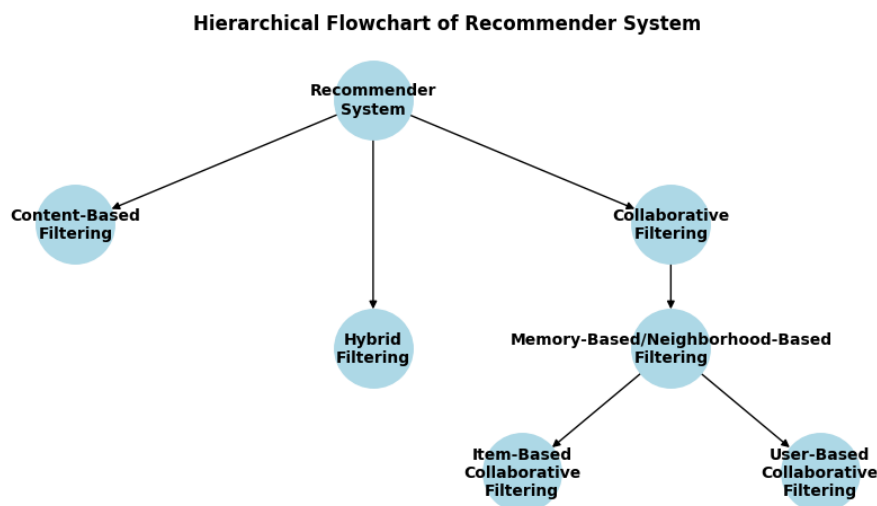 Hierarchical Flowchart of Recommender System
Recommender
System
Content-Based
Filtering
Collaborative
Filtering
Hybrid
Filtering
Memory-Based/Neighborhood-Based
Filtering
Item-Based
Collaborative
Filtering
User-Based
Collaborative
Filtering